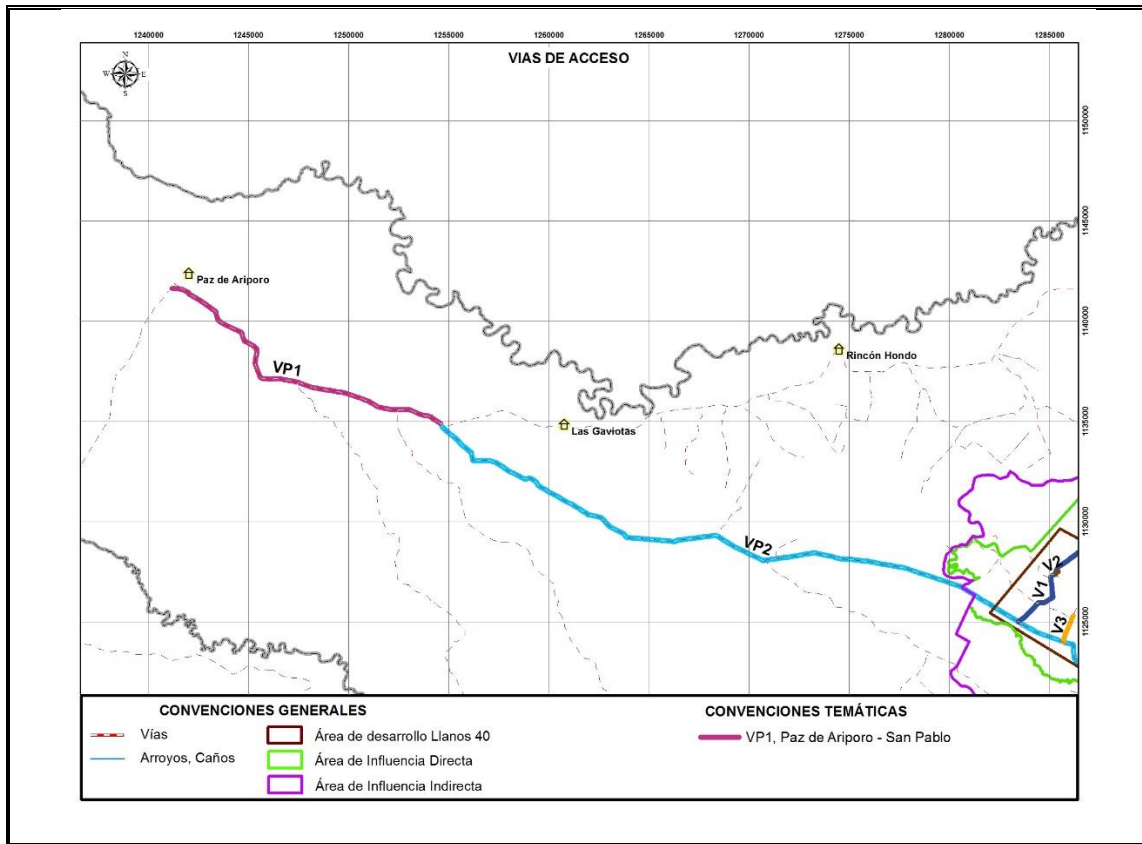 1240000 1245000 1250000 1255000 1260000 1265000 1270000 1275000 1280000 1285000
VIAS DE ACCESO
N
W E
S
1150000
1145000
Paz de Ariporo
1140000
Rincón Hondo
VP1
1135000
Las Gaviotas
1130000
VP2
V2
V1
V3
1125000
CONVENCIONES GENERALES
Vías
Arroyos, Caños
Área de desarrollo Llanos 40
Área de Influencia Directa
Área de Influencia Indirecta
CONVENCIONES TEMÁTICAS
VP1, Paz de Ariporo - San Pablo